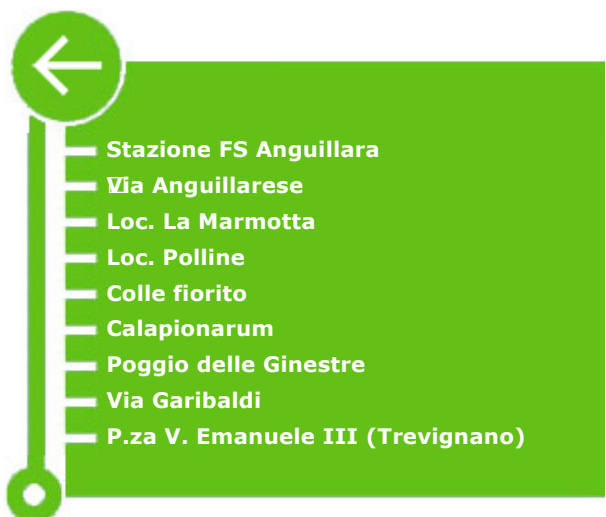 Stazione FS Anguillara
Via Anguillarese
Loc. La Marmotta
Loc. Polline
Colle fiorito
Calapionarum
Poggio delle Ginestre
Via Garibaldi
P.za V. Emanuele III (Trevignano)